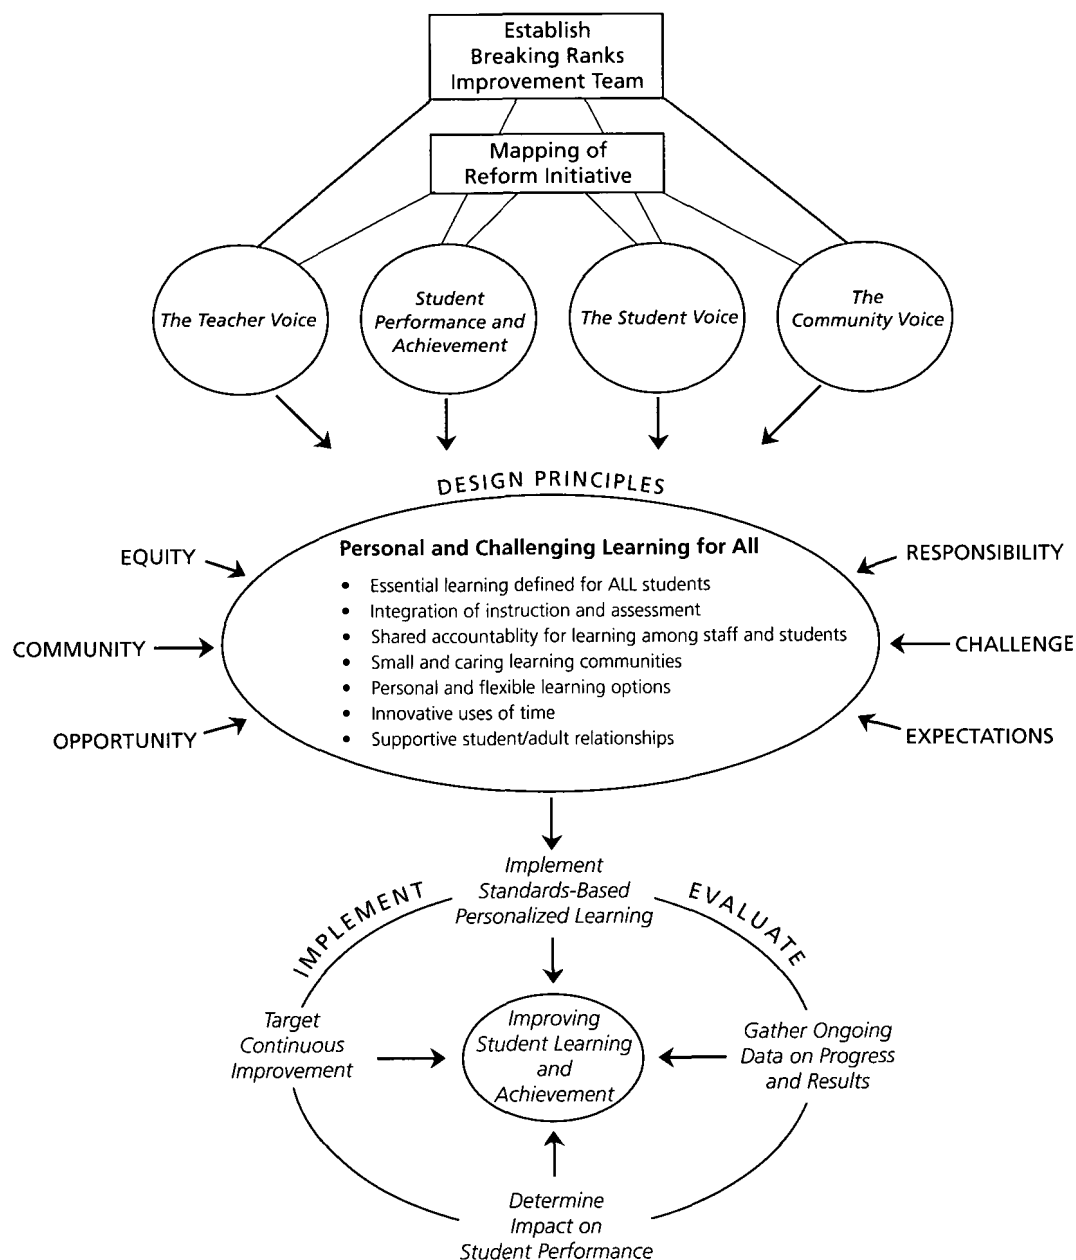 Establish
Breaking Ranks
Improvement Team
Mapping of
Reform Initiative
The Teacher Voice
Student
Performance and
Achievement
The Student Voice
The
Community Voice
DESIGN PRINCIPLES
EQUITY
COMMUNITY
OPPORTUNITY
Personal and Challenging Learning for All
• Essential learning defined for ALL students
• Integration of instruction and assessment
• Shared accountablity for learning among staff and students
• Small and caring learning communities
• Personal and flexible learning options
• Innovative uses of time
• Supportive student/adult relationships
RESPONSIBILITY
CHALLENGE
EXPECTATIONS
IMPLEMENT
Implement
Standards-Based
Personalized Learning
EVALUATE
Target
Continuous
Improvement
Improving
Student Learning
and
Achievement
Gather Ongoing
Data on Progress
and Results
Determine
Impact on
Student Performance